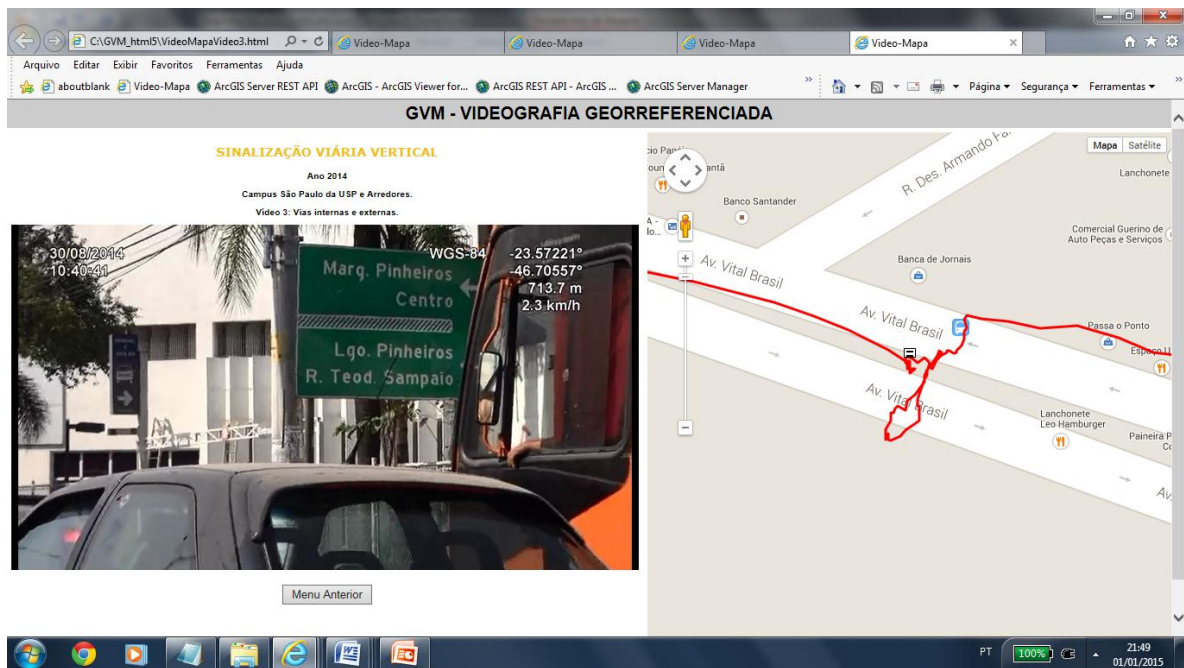 C:\GVM_html5\VideoMapaVideo3.html
Video-Mapa
Video-Mapa
Video-Mapa
Video-Mapa
Arquivo Editar Exibir Favoritos Ferramentas Ajuda
aboutblank Video-Mapa ArcGIS Server REST API ArcGIS - ArcGIS Viewer for... ArcGIS REST API - ArcGIS ... ArcGIS Server Manager
Página Segurança Ferramentas
GVM - VIDEOGRAFIA GEORREFERENCIADA
SINALIZAÇÃO VIÁRIA VERTICAL
Ano 2014
Campus São Paulo da USP e Arredores.
Video 3: Vias internas e externas.
30/08/2014
10:40:41
WGS-84 -23.57221°
-46.70557°
713.7 m
2.3 km/h
Marg. Pinheiros
Centro
Lgo. Pinheiros
R. Teod. Sampaio
Menu Anterior
Mapa Satélite
R. Des. Armando Fa.
Lanchonete
Banco Santander
Comercial Guerino de
Auto Peças e Serviços
Banca de Jornais
Av. Vital Brasil
Av. Vital Brasil
Passa o Ponto
Espaço U
Av. Vital Brasil
Lanchonete
Leo Hamburger
Paineira P
Av.
PT 100% 21:49
01/01/2015